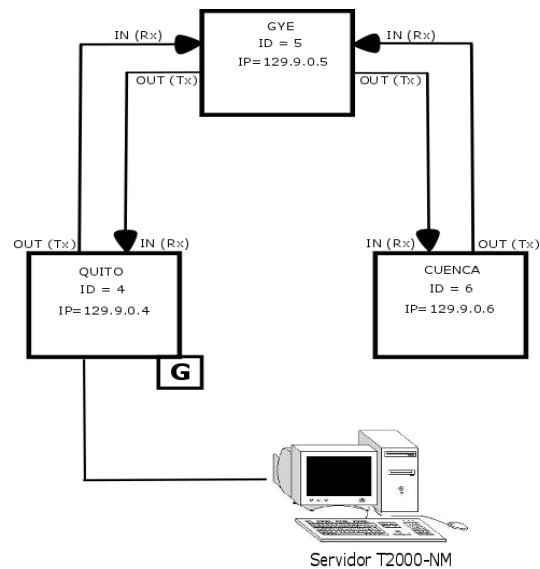 GYE
ID = 5
IP=129.9.0.5
IN (Rx)
IN (Rx)
OUT (Tx)
OUT (Tx)
OUT (Tx)
IN (Rx)
IN (Rx)
OUT (Tx)
QUITO
ID = 4
IP=129.9.0.4
G
CUENCA
ID = 6
IP=129.9.0.6
Servidor T2000-NM